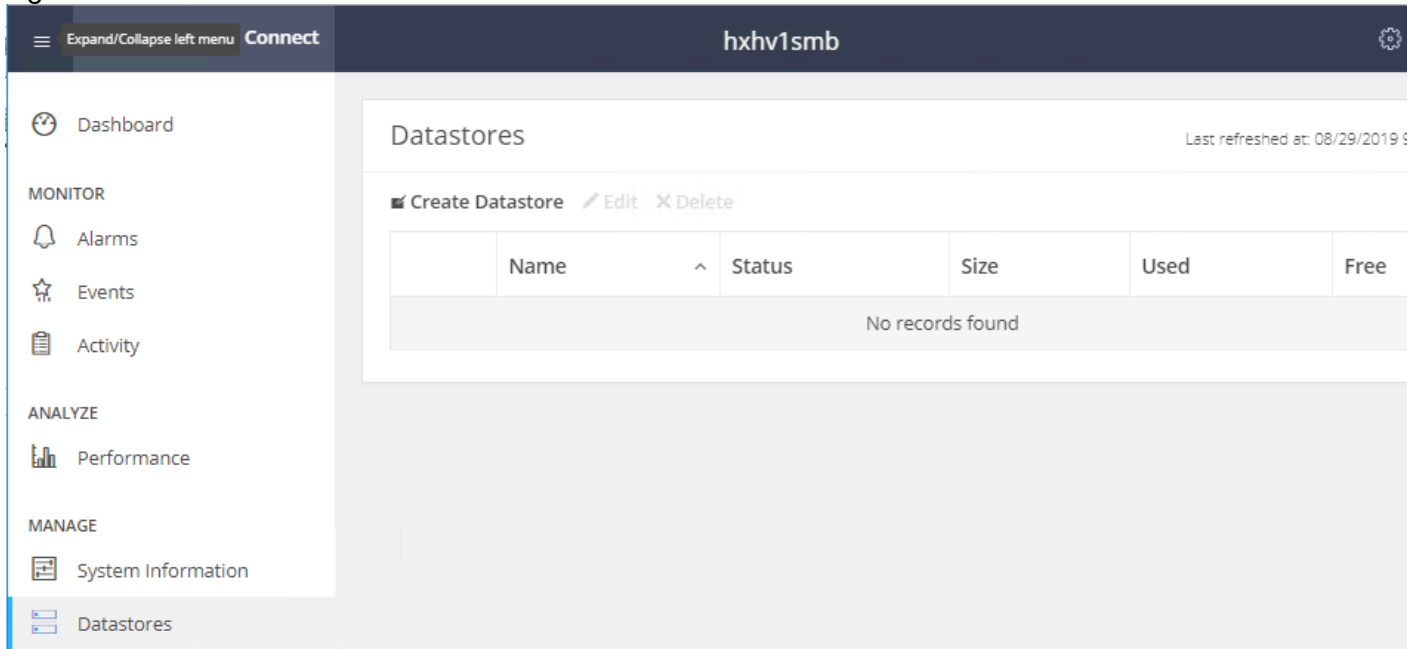 Expand/Collapse left menu Connect
hxhv1smb
Dashboard
MONITOR
Alarms
Events
Activity
ANALYZE
Performance
MANAGE
System Information
Datastores
Datastores
Last refreshed at: 08/29/2019 9
Create Datastore Edit Delete
Name Status Size Used Free
No records found